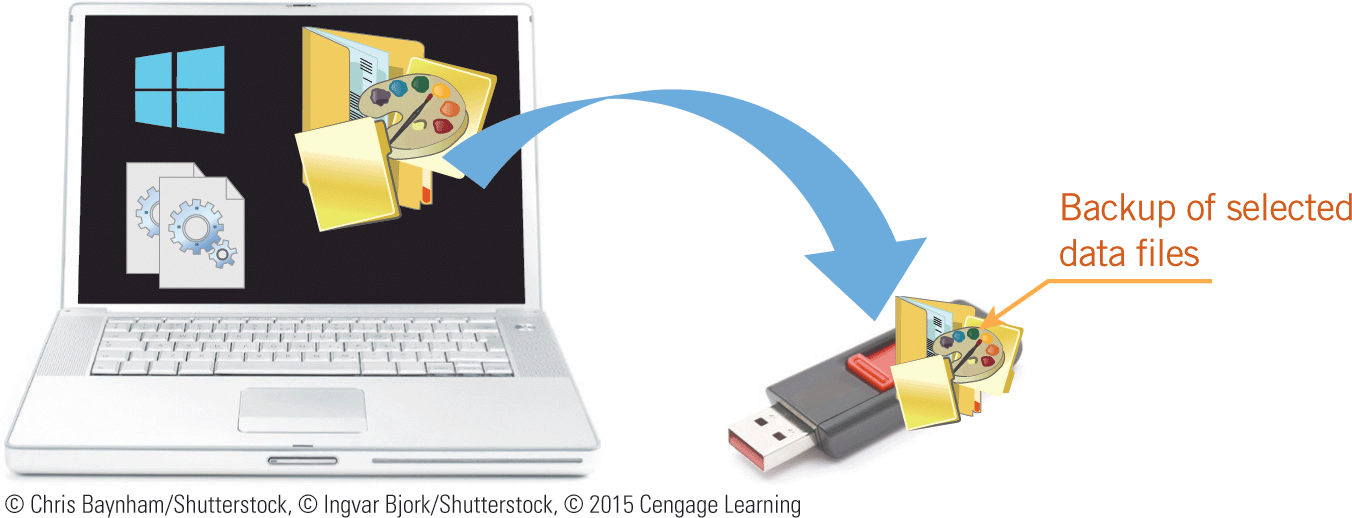 Backup of selected
data files
© Chris Baynham/Shutterstock, © Ingvar Bjork/Shutterstock, © 2015 Cengage Learning